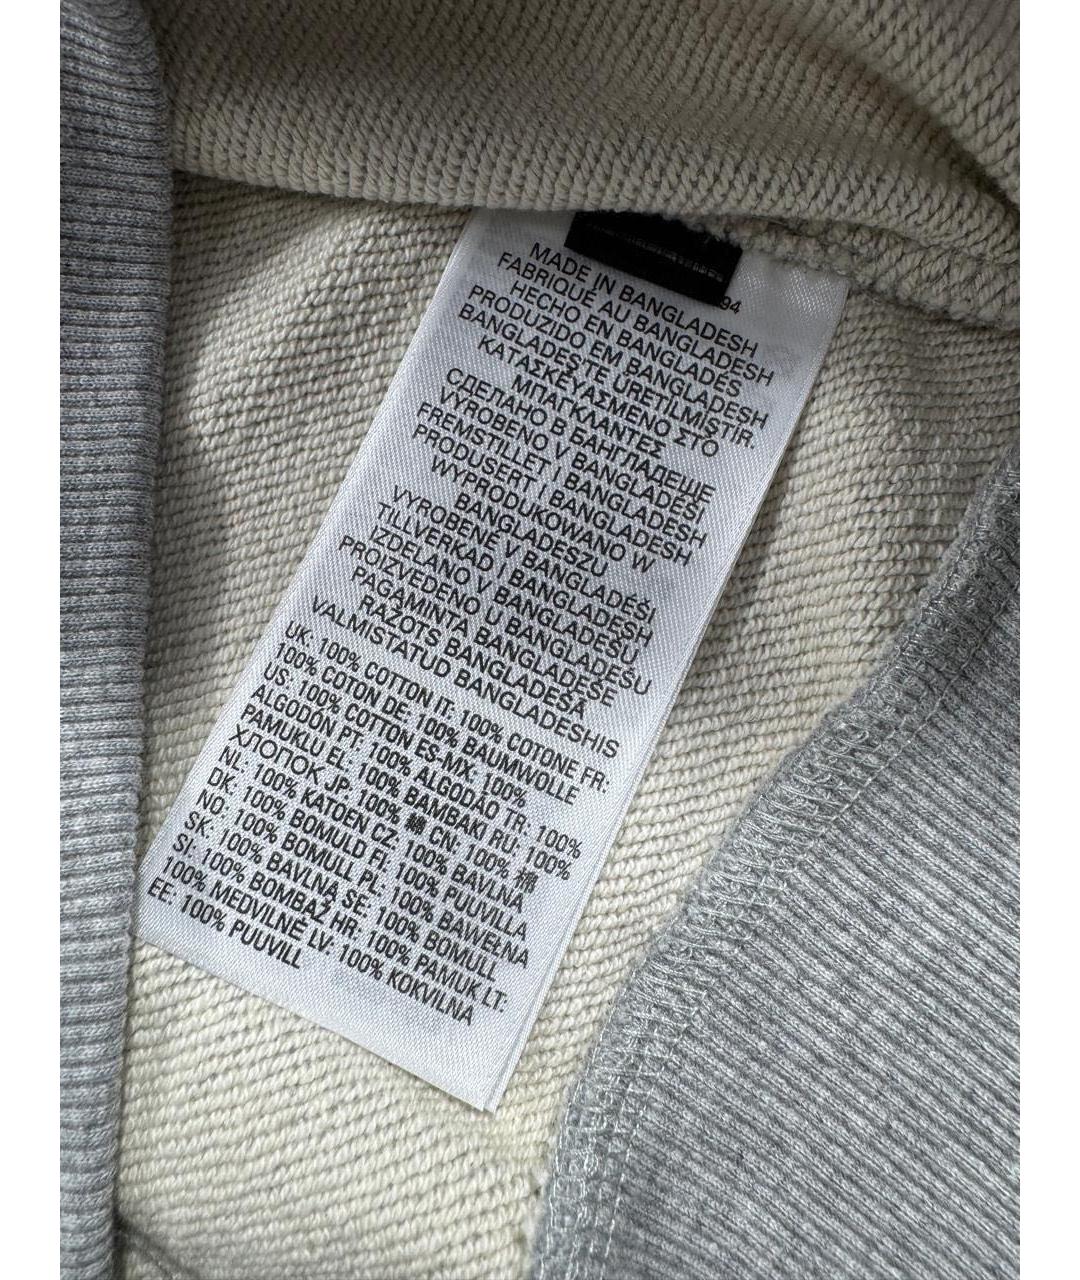 94
MADE IN BANGLADESH
FABRIQUÉ AU BANGLADESH
HECHO EN BANGLADÉS
PRODUZIDO EM BANGLADESH
BANGLADEŞ'TE ÜRETİLMİŞTİR.
ΚΑΤΑΣΚΕΥΑΣΜΕΝΟ ΣΤΟ
ΜΠΑΓΚΛΑΝΤΕΣ
СДЕЛАНО В БАНГЛАДЕШЕ
VYROBENO V BANGLADÉŠI
FREMSTILLET I BANGLADESH
PRODUSERT I BANGLADESH
WYPRODUKOWANO W
BANGLADESZU
VYROBENÉ V BANGLADÉŠI
TILLVERKAD I BANGLADESH
IZDELANO V BANGLADEŠU
PROIZVEDENO U BANGLADEŠU
PAGAMINTA BANGLADEŠE
RAŽOTS BANGLADEŠĀ
VALMISTATUD BANGLADESHIS
UK: 100% COTTON IT: 100% COTONE FR:
100% COTON DE: 100% BAUMWOLLE
US: 100% COTTON ES-MX: 100%
ALGODÓN PT: 100% ALGODÃO TR: 100%
PAMUKLU EL: 100% BAMBAKI RU: 100%
ХЛОПОК JP: 100% 綿 CN: 100% 棉
NL: 100% KATOEN CZ: 100% BAVLNA
DK: 100% BOMULD FI: 100% PUUVILLA
NO: 100% BOMULL PL: 100% BAWEŁNA
SK: 100% BAVLNA SE: 100% BOMULL
SI: 100% BOMBAŽ HR: 100% PAMUK LT:
100% MEDVILNĖ LV: 100% KOKVILNA
EE: 100% PUUVILL